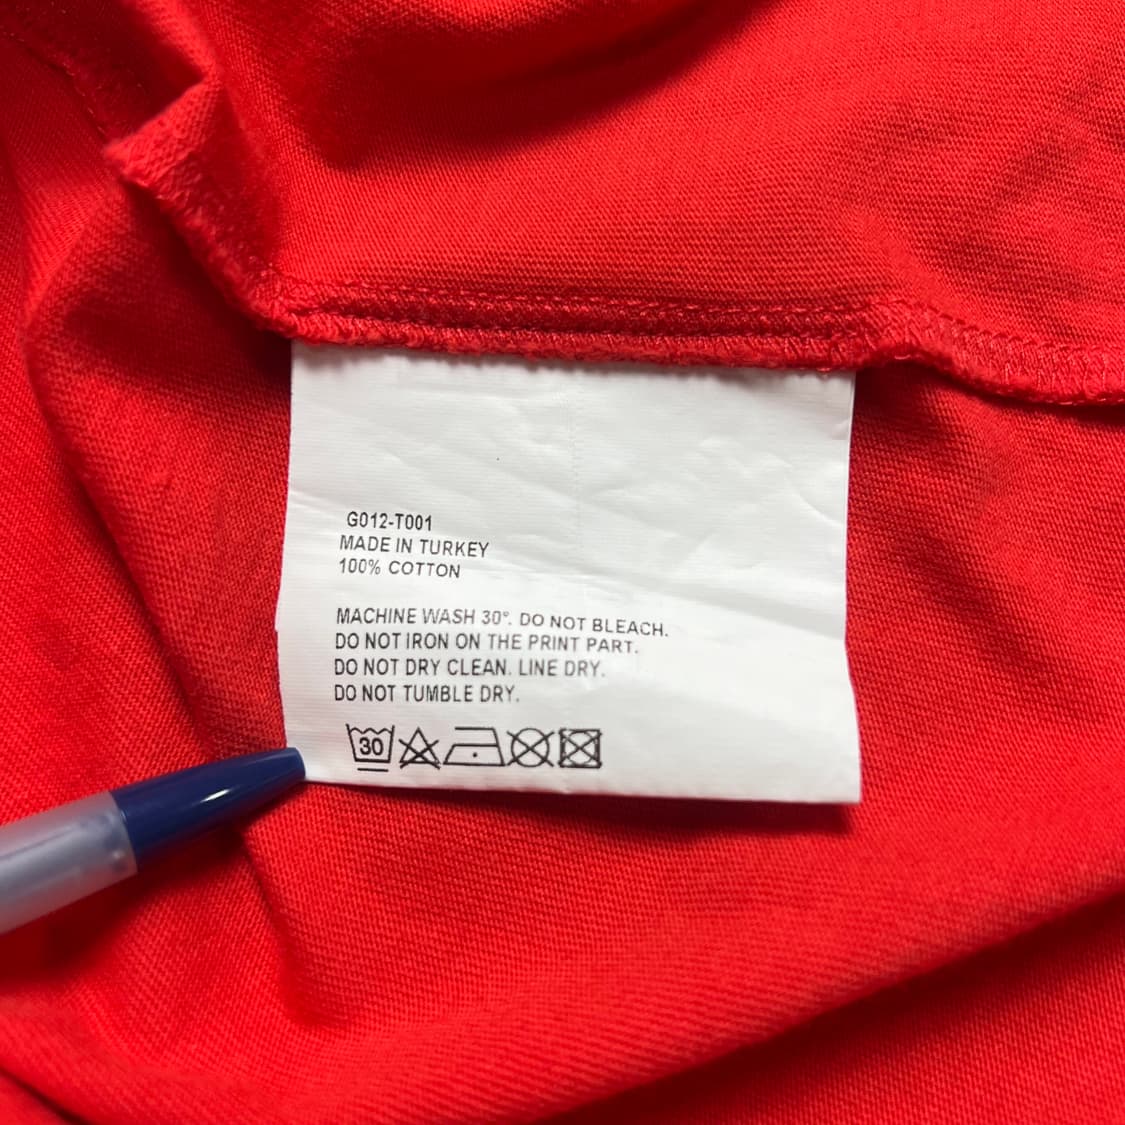 G012-T001
MADE IN TURKEY
100% COTTON
MACHINE WASH 30°. DO NOT BLEACH.
DO NOT IRON ON THE PRINT PART.
DO NOT DRY CLEAN. LINE DRY.
DO NOT TUMBLE DRY.
30